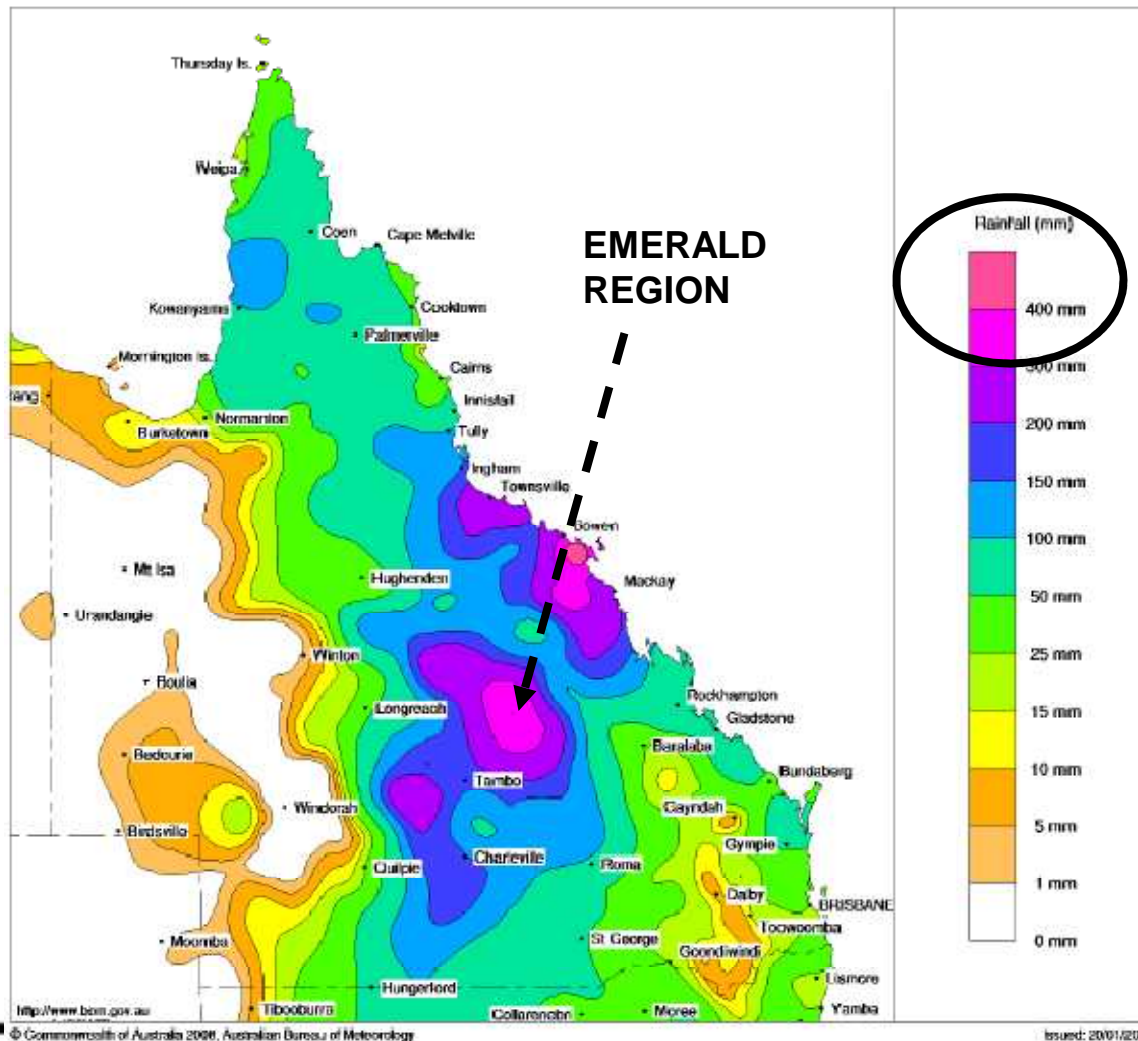 Thursday Is.
Weipa
Coen
Cape Melville
EMERALD
REGION
Rainfall (mm)
Kowanyama
Cooktown
400 mm
Palmerville
Mornington Is.
Cairns
300 mm
Innisfail
Normanton
Burketown
Tully
200 mm
Ingham
Townsville
150 mm
Bowen
100 mm
Mt Isa
Hughenden
Mackay
50 mm
Urandangie
Winton
25 mm
Boulia
Longreach
Rockhampton
Gladstone
15 mm
Bedourie
Baralaba
Tambo
Bundaberg
10 mm
Windorah
Gayndah
Birdsville
5 mm
Gympie
Charleville
Quilpie
Roma
1 mm
Dalby
BRISBANE
Toowoomba
Moomba
St George
Goondiwindi
0 mm
Lismore
Hungerford
http://www.bom.gov.au
Tibooburra
Collarenebri
Moree
Yamba
© Commonwealth of Australia 2008, Australian Bureau of Meteorology
Issued: 20/01/20